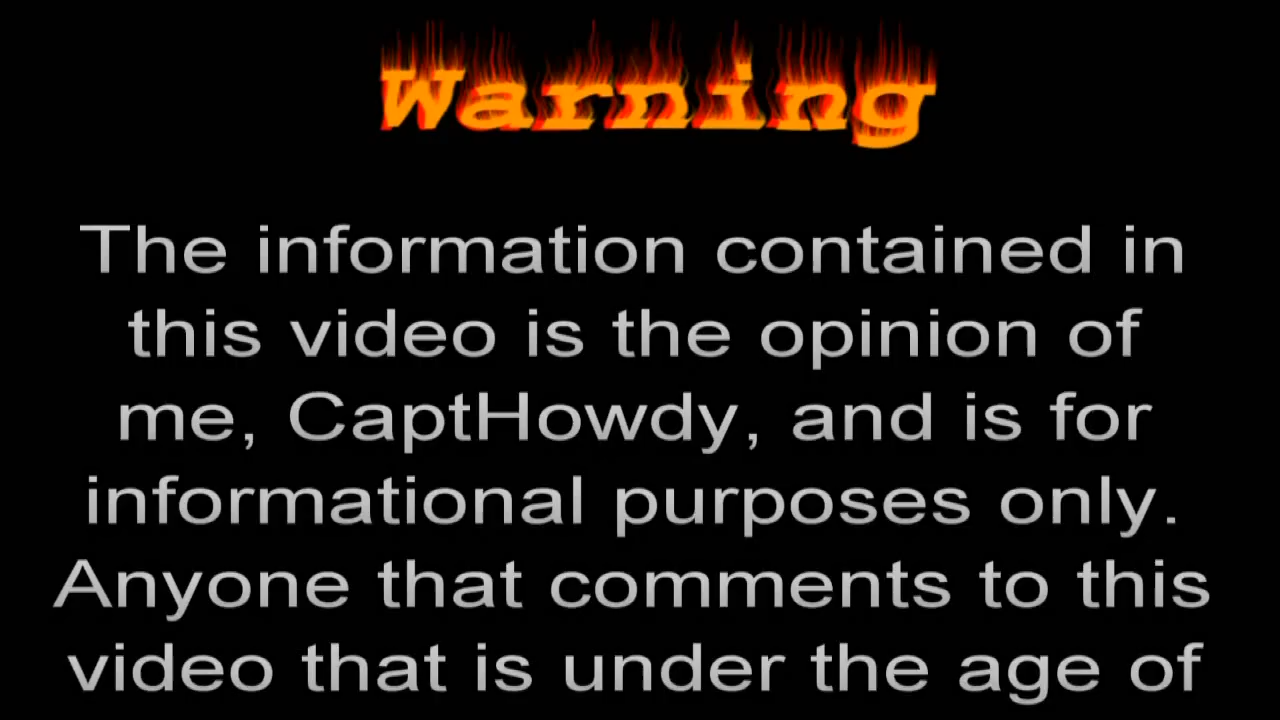 Warning
The information contained in
this video is the opinion of
me, CaptHowdy, and is for
informational purposes only.
Anyone that comments to this
video that is under the age of